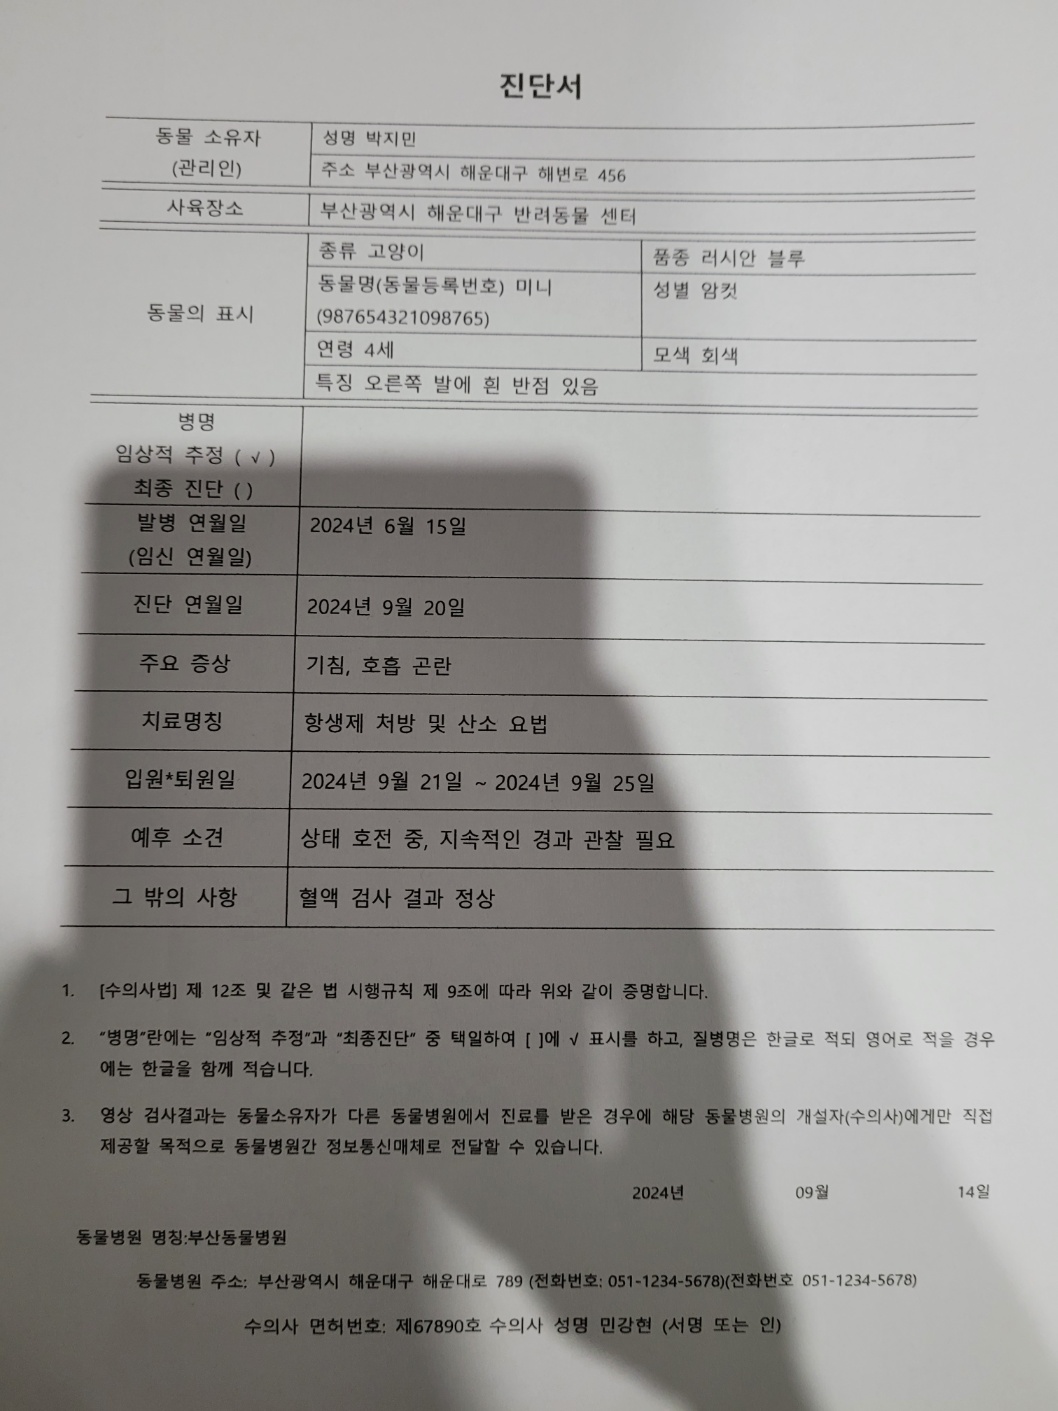 진단서
동물 소유자
(관리인)
성명 박지민
주소 부산광역시 해운대구 해변로 456
사육장소
부산광역시 해운대구 반려동물 센터
동물의 표시
종류 고양이
품종 러시안 블루
동물명(동물등록번호) 미니
(987654321098765)
성별 암컷
연령 4세
모색 회색
특징 오른쪽 발에 흰 반점 있음
병명
임상적 추정 ( √ )
최종 진단 ( )
발병 연월일
(임신 연월일)
2024년 6월 15일
진단 연월일
2024년 9월 20일
주요 증상
기침, 호흡 곤란
치료명칭
항생제 처방 및 산소 요법
입원*퇴원일
2024년 9월 21일 ~ 2024년 9월 25일
예후 소견
상태 호전 중, 지속적인 경과 관찰 필요
그 밖의 사항
혈액 검사 결과 정상
1. [수의사법] 제 12조 및 같은 법 시행규칙 제 9조에 따라 위와 같이 증명합니다.
2. “병명”란에는 “임상적 추정”과 “최종진단” 중 택일하여 [ ]에 √ 표시를 하고, 질병명은 한글로 적되 영어로 적을 경우
에는 한글을 함께 적습니다.
3. 영상 검사결과는 동물소유자가 다른 동물병원에서 진료를 받은 경우에 해당 동물병원의 개설자(수의사)에게만 직접
제공할 목적으로 동물병원간 정보통신매체로 전달할 수 있습니다.
2024년 09월 14일
동물병원 명칭:부산동물병원
동물병원 주소: 부산광역시 해운대구 해운대로 789 (전화번호: 051-1234-5678)(전화번호 051-1234-5678)
수의사 면허번호: 제67890호 수의사 성명 민강현 (서명 또는 인)